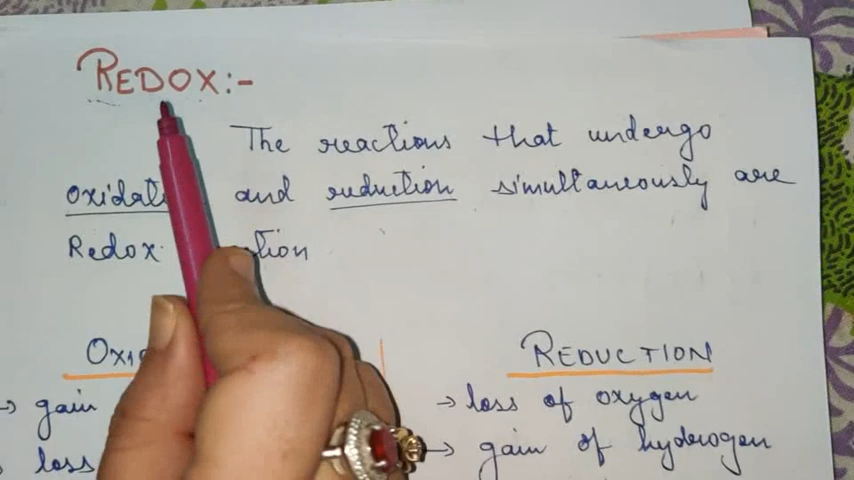 REDOX:-
The reactions that undergo
and reduction simultaneously are
Redox
REDUCTION
→ gain → loss of oxygen
loss → gain of hydrogen